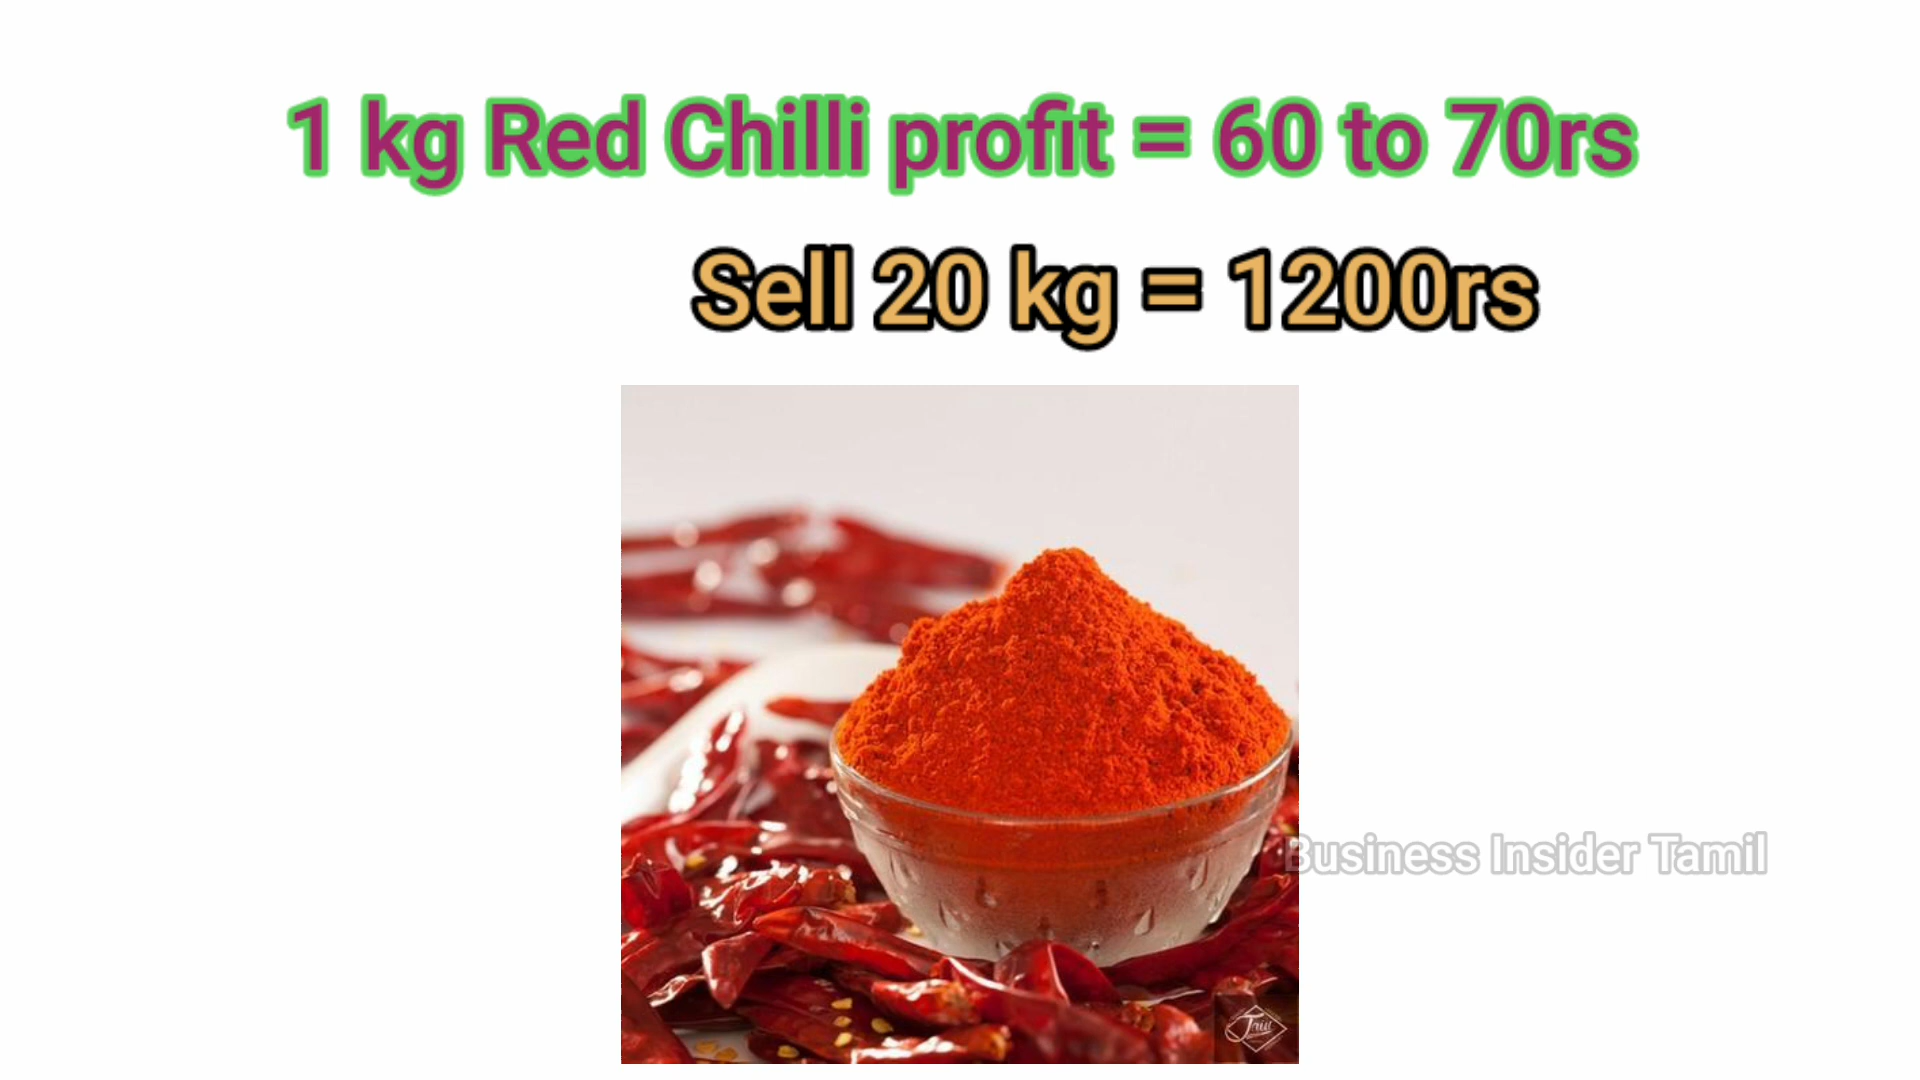 1 kg Red Chilli profit = 60 to 70rs
Sell 20 kg = 1200rs
Business Insider Tamil